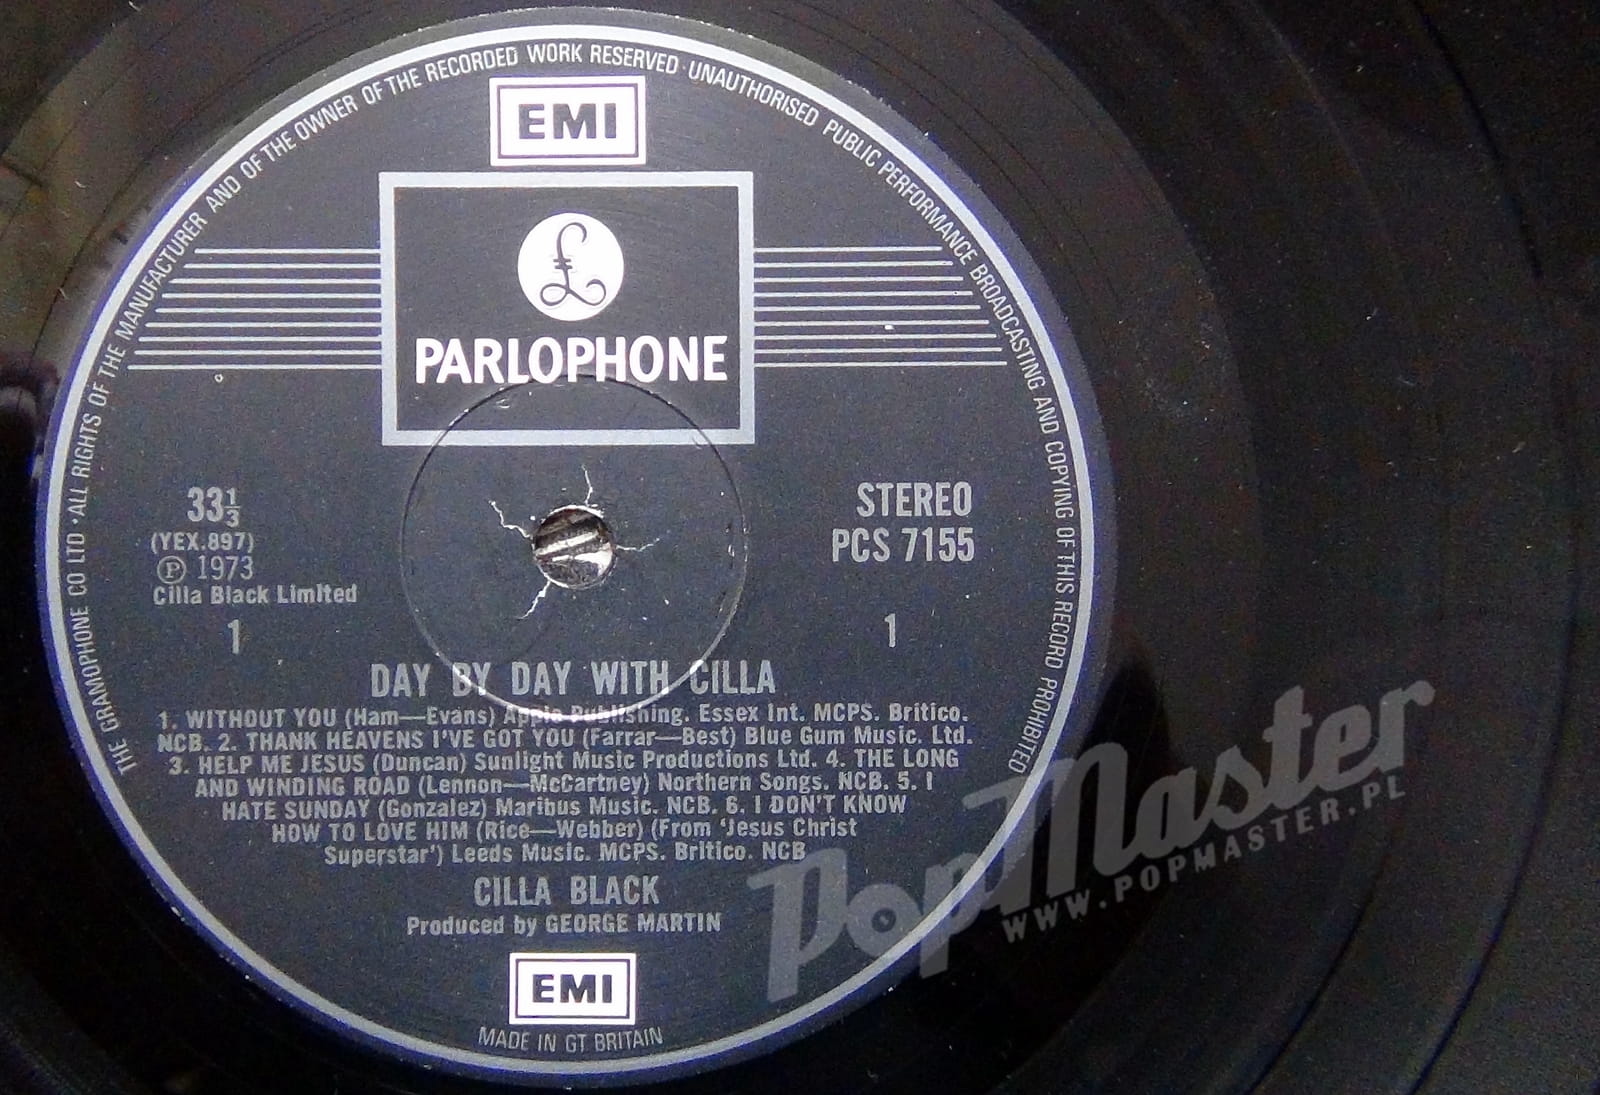 THE GRAMOPHONE CO LTD · ALL RIGHTS OF THE MANUFACTURER AND OF THE OWNER OF THE RECORDED WORK RESERVED · UNAUTHORISED PUBLIC PERFORMANCE BROADCASTING AND COPYING OF THIS RECORD PROHIBITED
EMI
£
PARLOPHONE
33⅓
(YEX.897)
℗ 1973
Cilla Black Limited
1
STEREO
PCS 7155
1
DAY BY DAY WITH CILLA
1. WITHOUT YOU (Ham—Evans) Apple Publishing. Essex Int. MCPS. Britico.
NCB. 2. THANK HEAVENS I'VE GOT YOU (Farrar—Best) Blue Gum Music. Ltd.
3. HELP ME JESUS (Duncan) Sunlight Music Productions Ltd. 4. THE LONG
AND WINDING ROAD (Lennon—McCartney) Northern Songs. NCB. 5. I
HATE SUNDAY (Gonzalez) Maribus Music. NCB. 6. I DON'T KNOW
HOW TO LOVE HIM (Rice—Webber) (From 'Jesus Christ
Superstar') Leeds Music. MCPS. Britico. NCB
CILLA BLACK
Produced by GEORGE MARTIN
EMI
MADE IN GT BRITAIN
PopMaster
WWW.POPMASTER.PL